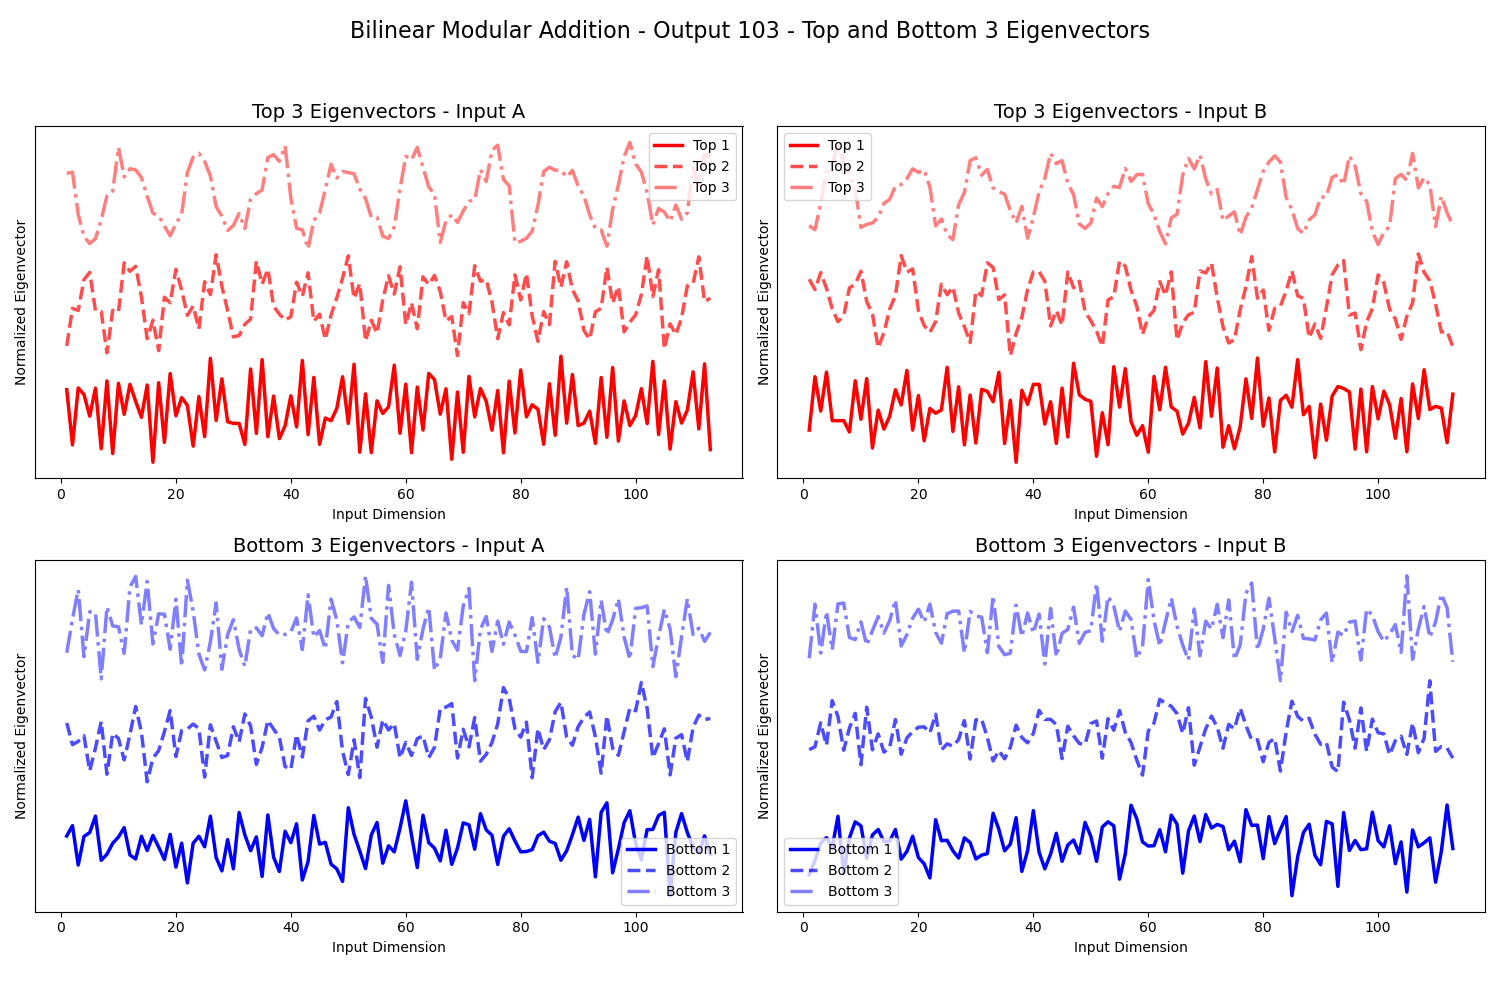 Bilinear Modular Addition - Output 103 - Top and Bottom 3 Eigenvectors
Top 3 Eigenvectors - Input A
Normalized Eigenvector
Top 1
Top 2
Top 3
0 20 40 60 80 100
Input Dimension
Top 3 Eigenvectors - Input B
Normalized Eigenvector
Top 1
Top 2
Top 3
0 20 40 60 80 100
Input Dimension
Bottom 3 Eigenvectors - Input A
Normalized Eigenvector
Bottom 1
Bottom 2
Bottom 3
0 20 40 60 80 100
Input Dimension
Bottom 3 Eigenvectors - Input B
Normalized Eigenvector
Bottom 1
Bottom 2
Bottom 3
0 20 40 60 80 100
Input Dimension